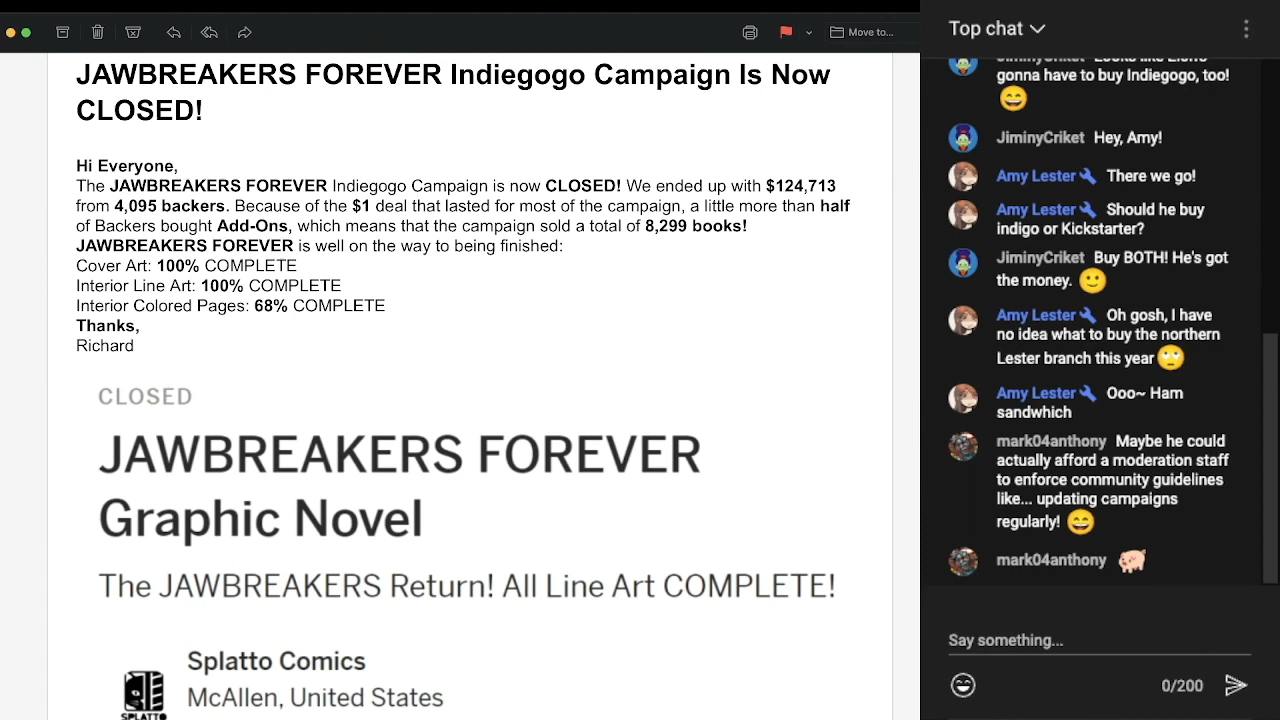 Move to...
JAWBREAKERS FOREVER Indiegogo Campaign Is Now
CLOSED!
Hi Everyone,
The JAWBREAKERS FOREVER Indiegogo Campaign is now CLOSED! We ended up with $124,713
from 4,095 backers. Because of the $1 deal that lasted for most of the campaign, a little more than half
of Backers bought Add-Ons, which means that the campaign sold a total of 8,299 books!
JAWBREAKERS FOREVER is well on the way to being finished:
Cover Art: 100% COMPLETE
Interior Line Art: 100% COMPLETE
Interior Colored Pages: 68% COMPLETE
Thanks,
Richard
CLOSED
JAWBREAKERS FOREVER
Graphic Novel
The JAWBREAKERS Return! All Line Art COMPLETE!
Splatto Comics
McAllen, United States
SPLATTO
Top chat
gonna have to buy Indiegogo, too!
😄
JiminyCriket Hey, Amy!
Amy Lester There we go!
Amy Lester Should he buy
indigo or Kickstarter?
JiminyCriket Buy BOTH! He's got
the money. 🙂
Amy Lester Oh gosh, I have
no idea what to buy the northern
Lester branch this year 🙄
Amy Lester Ooo~ Ham
sandwhich
mark04anthony Maybe he could
actually afford a moderation staff
to enforce community guidelines
like... updating campaigns
regularly! 😄
mark04anthony 🐖
Say something...
0/200